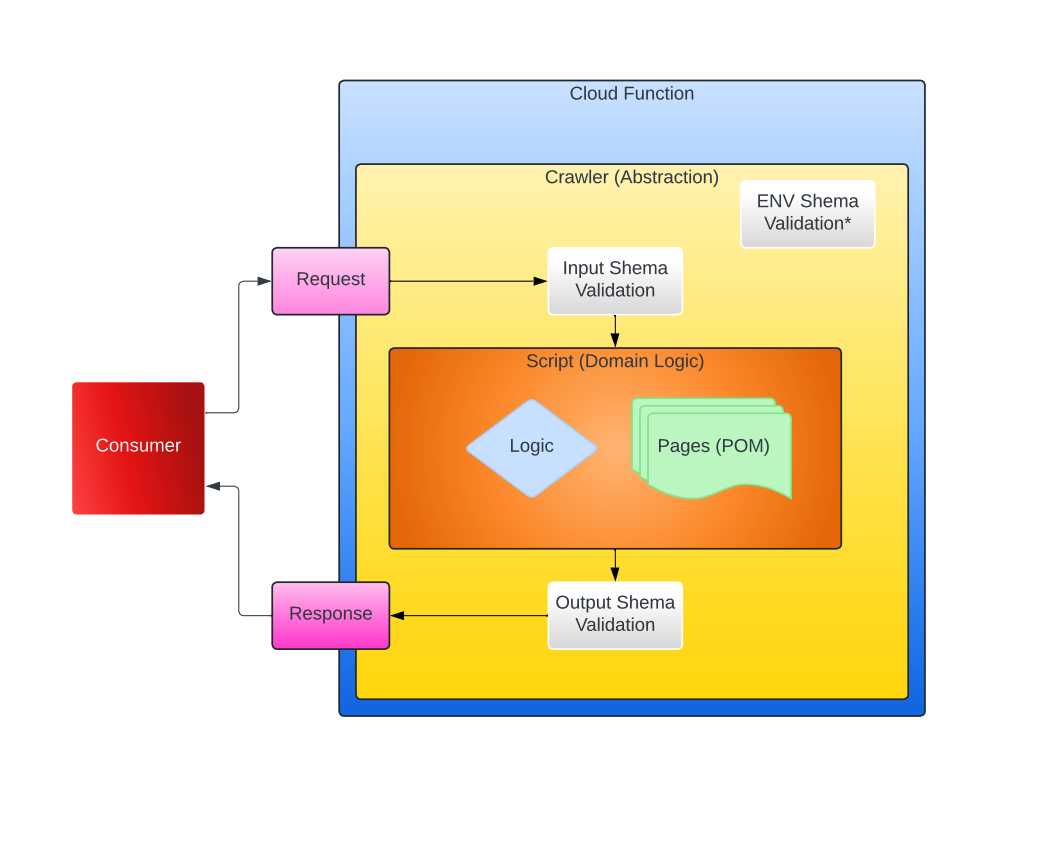 Cloud Function
Crawler (Abstraction)
ENV Shema
Validation*
Request
Input Shema
Validation
Script (Domain Logic)
Consumer
Logic
Pages (POM)
Response
Output Shema
Validation